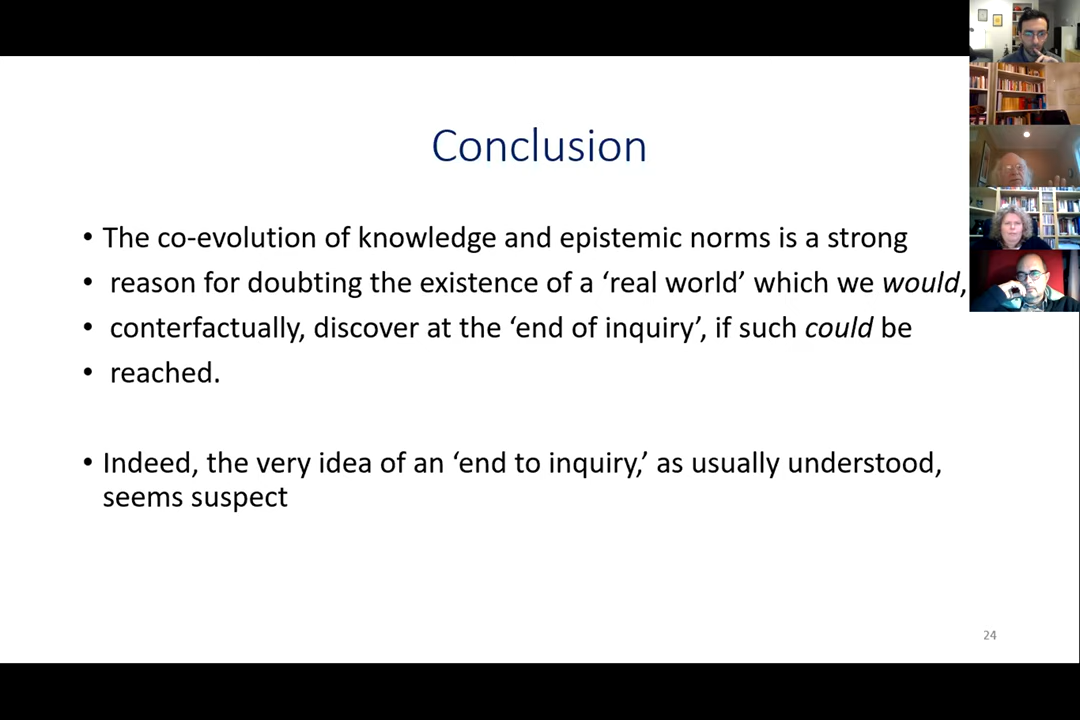 Conclusion
• The co-evolution of knowledge and epistemic norms is a strong
• reason for doubting the existence of a ‘real world’ which we would,
• conterfactually, discover at the ‘end of inquiry’, if such could be
• reached.
• Indeed, the very idea of an ‘end to inquiry,’ as usually understood,
seems suspect
24